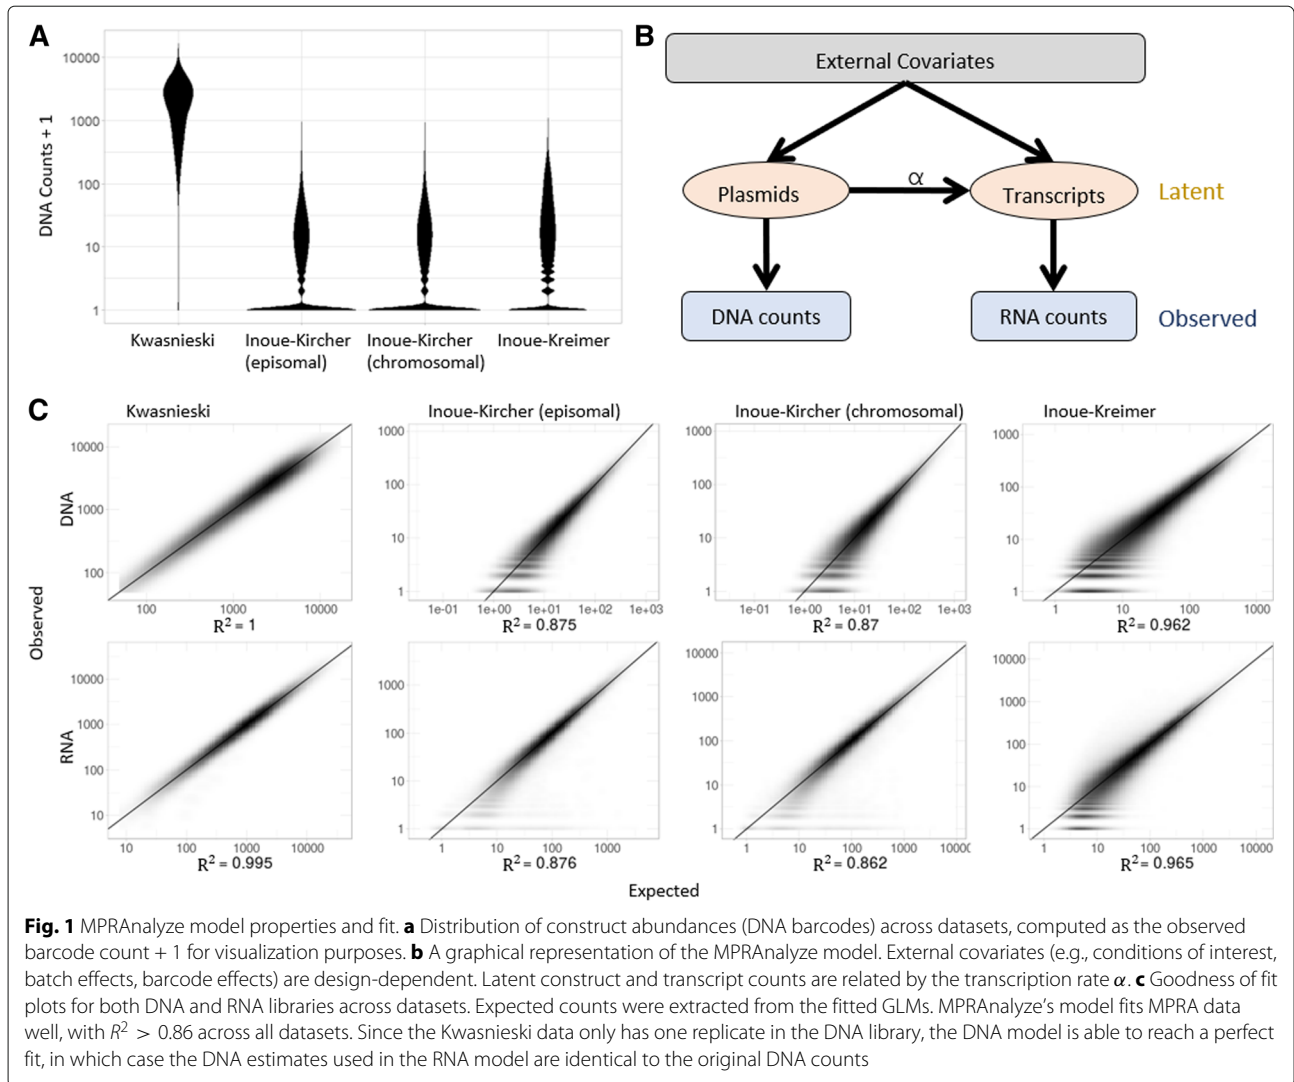 A
DNA Counts + 1
10000
1000
100
10
1
Kwasnieski
Inoue-Kircher
(episomal)
Inoue-Kircher
(chromosomal)
Inoue-Kreimer
B
External Covariates
Plasmids
α
Transcripts
Latent
DNA counts
RNA counts
Observed
C
Kwasnieski
Inoue-Kircher (episomal)
Inoue-Kircher (chromosomal)
Inoue-Kreimer
Observed
DNA
10000
1000
100
100 1000 10000
R² = 1
1000
100
10
1
1e-01 1e+00 1e+01 1e+02 1e+03
R² = 0.875
1000
100
10
1
1e-01 1e+00 1e+01 1e+02 1e+03
R² = 0.87
1000
100
10
1
1 10 100 1000
R² = 0.962
RNA
10000
1000
100
10
10 100 1000 10000
R² = 0.995
1000
100
10
1
1 10 100 1000
R² = 0.876
10000
1000
100
10
1
1 10 100 1000 10000
R² = 0.862
10000
1000
100
10
1
1 10 100 1000 10000
R² = 0.965
Expected
Fig. 1 MPRAnalyze model properties and fit. a Distribution of construct abundances (DNA barcodes) across datasets, computed as the observed
barcode count + 1 for visualization purposes. b A graphical representation of the MPRAnalyze model. External covariates (e.g., conditions of interest,
batch effects, barcode effects) are design-dependent. Latent construct and transcript counts are related by the transcription rate α. c Goodness of fit
plots for both DNA and RNA libraries across datasets. Expected counts were extracted from the fitted GLMs. MPRAnalyze's model fits MPRA data
well, with R² > 0.86 across all datasets. Since the Kwasnieski data only has one replicate in the DNA library, the DNA model is able to reach a perfect
fit, in which case the DNA estimates used in the RNA model are identical to the original DNA counts